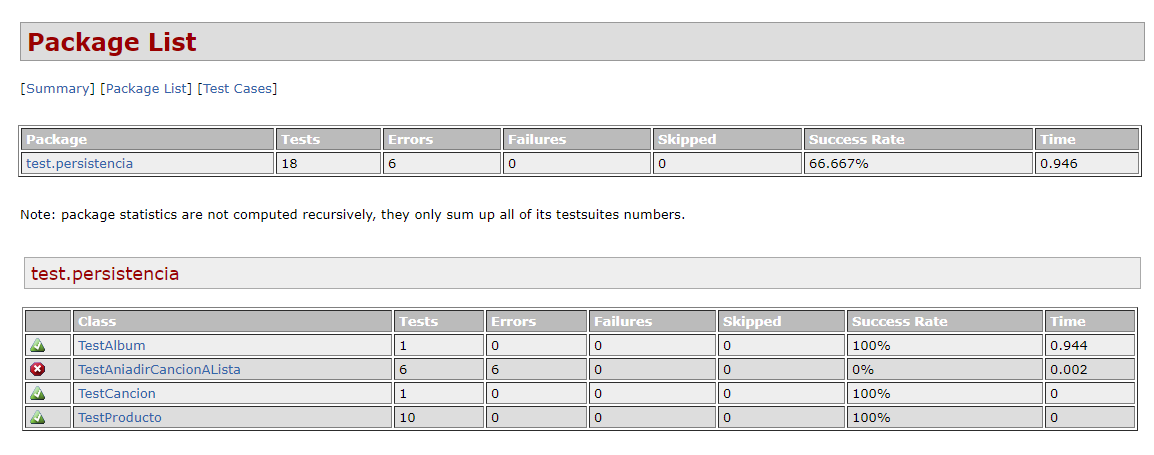 Package List
[Summary] [Package List] [Test Cases]
Package Tests Errors Failures Skipped Success Rate Time
test.persistencia 18 6 0 0 66.667% 0.946
Note: package statistics are not computed recursively, they only sum up all of its testsuites numbers.
test.persistencia
Class Tests Errors Failures Skipped Success Rate Time
TestAlbum 1 0 0 0 100% 0.944
TestAniadirCancionALista 6 6 0 0 0% 0.002
TestCancion 1 0 0 0 100% 0
TestProducto 10 0 0 0 100% 0